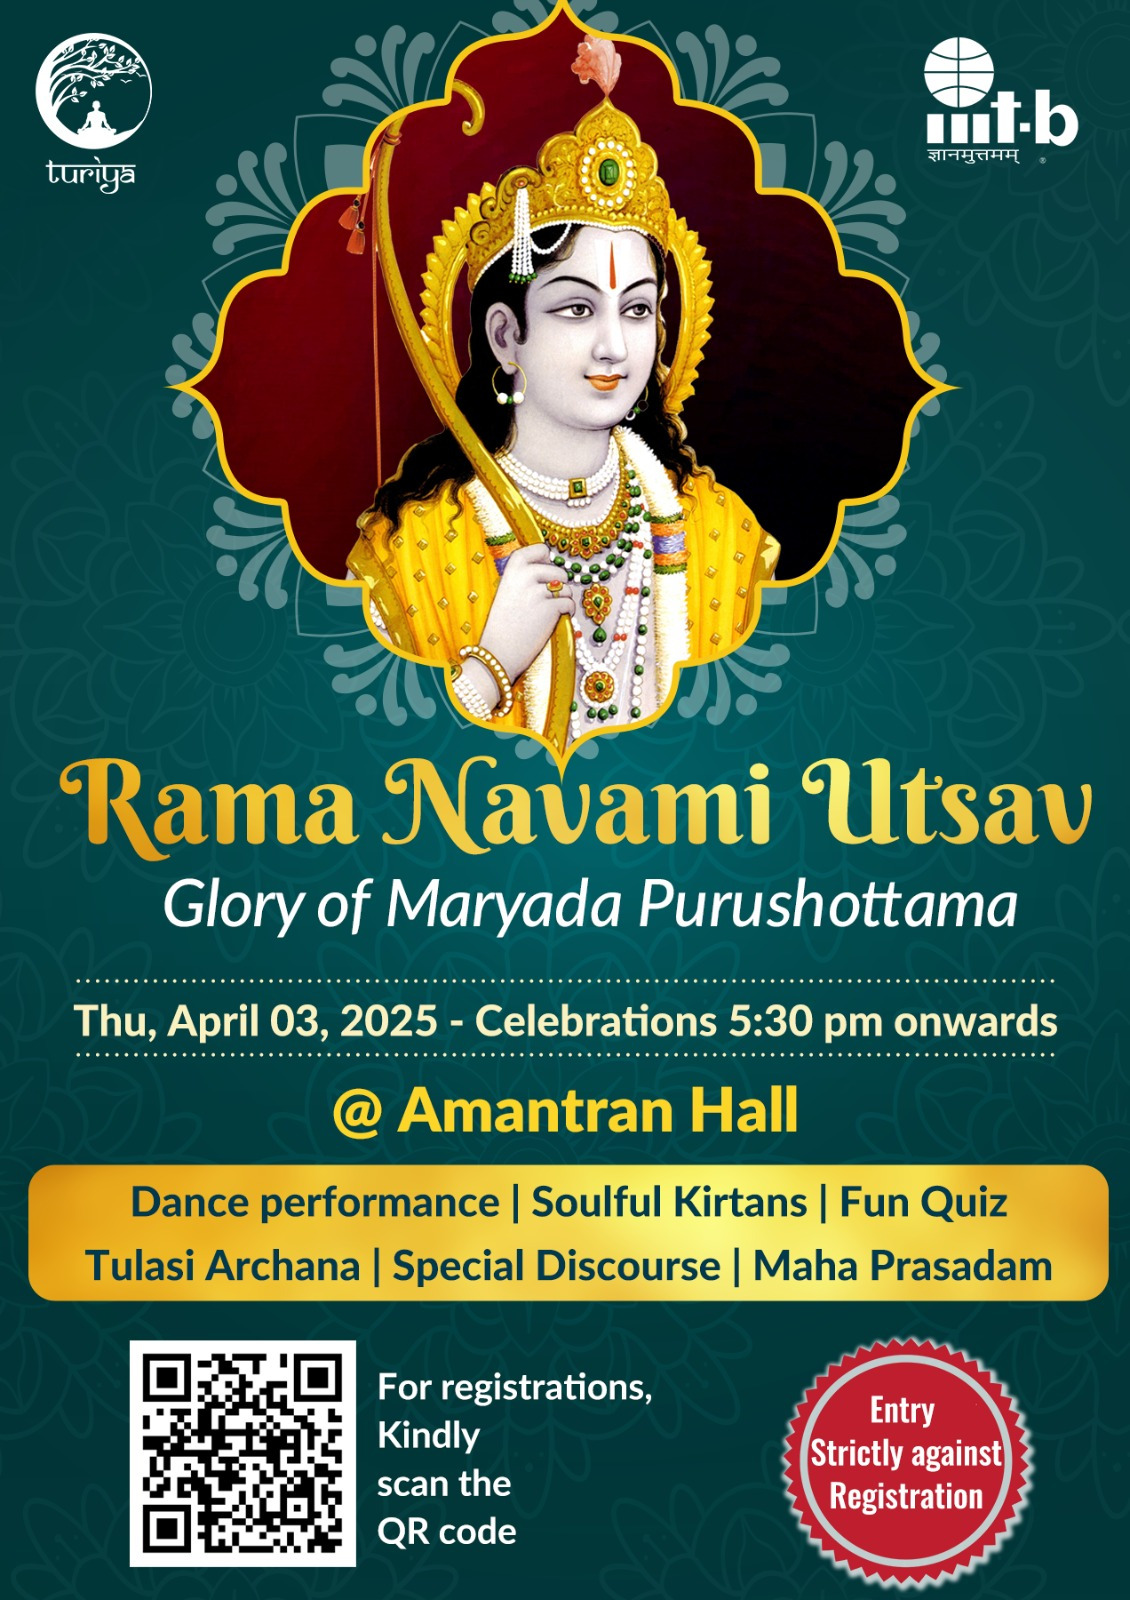 turiya
iiit-b
ज्ञानमुत्तमम्
®
Rama Navami Utsav
Glory of Maryada Purushottama
Thu, April 03, 2025 - Celebrations 5:30 pm onwards
@ Amantran Hall
Dance performance | Soulful Kirtans | Fun Quiz
Tulasi Archana | Special Discourse | Maha Prasadam
For registrations,
Kindly
scan the
QR code
Entry
Strictly against
Registration